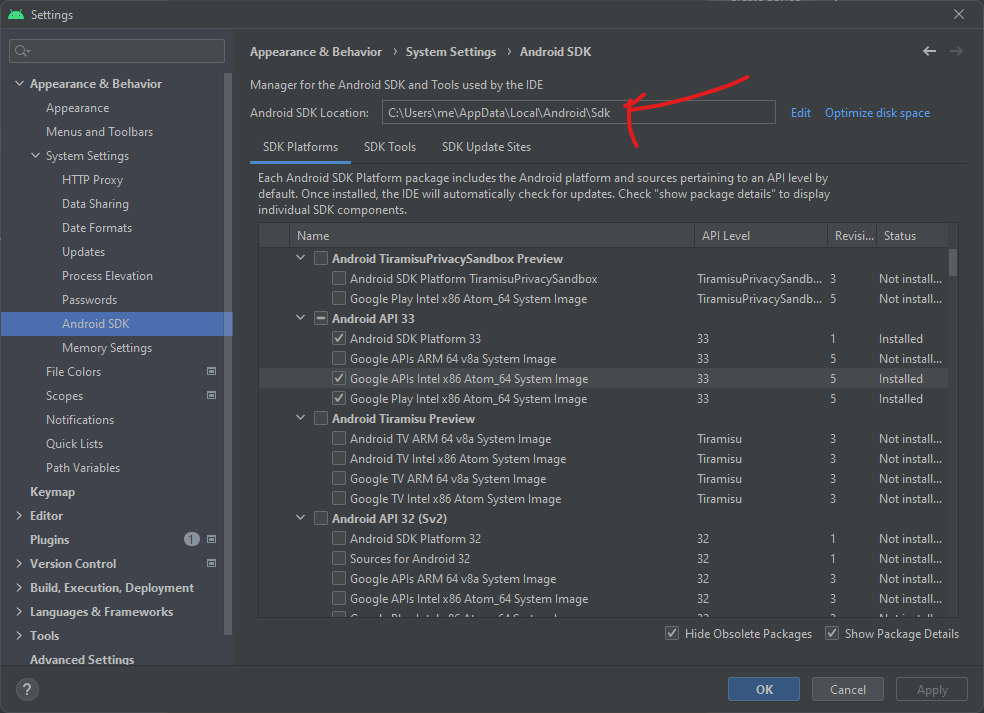 Settings
Appearance & Behavior › System Settings › Android SDK
Appearance & Behavior
Appearance
Menus and Toolbars
System Settings
HTTP Proxy
Data Sharing
Date Formats
Updates
Process Elevation
Passwords
Android SDK
Memory Settings
File Colors
Scopes
Notifications
Quick Lists
Path Variables
Keymap
Editor
Plugins 1
Version Control
Build, Execution, Deployment
Languages & Frameworks
Tools
Advanced Settings
Manager for the Android SDK and Tools used by the IDE
Android SDK Location: C:\Users\me\AppData\Local\Android\Sdk Edit Optimize disk space
SDK Platforms SDK Tools SDK Update Sites
Each Android SDK Platform package includes the Android platform and sources pertaining to an API level by
default. Once installed, the IDE will automatically check for updates. Check "show package details" to display
individual SDK components.
Name API Level Revisi... Status
Android TiramisuPrivacySandbox Preview
Android SDK Platform TiramisuPrivacySandbox TiramisuPrivacySandb... 3 Not install...
Google Play Intel x86 Atom_64 System Image TiramisuPrivacySandb... 5 Not install...
Android API 33
Android SDK Platform 33 33 1 Installed
Google APIs ARM 64 v8a System Image 33 5 Not install...
Google APIs Intel x86 Atom_64 System Image 33 5 Installed
Google Play Intel x86 Atom_64 System Image 33 5 Installed
Android Tiramisu Preview
Android TV ARM 64 v8a System Image Tiramisu 3 Not install...
Android TV Intel x86 Atom System Image Tiramisu 3 Not install...
Google TV ARM 64 v8a System Image Tiramisu 3 Not install...
Google TV Intel x86 Atom System Image Tiramisu 3 Not install...
Android API 32 (Sv2)
Android SDK Platform 32 32 1 Not install...
Sources for Android 32 32 1 Not install...
Google APIs ARM 64 v8a System Image 32 3 Not install...
Google APIs Intel x86 Atom_64 System Image 32 3 Not install...
Hide Obsolete Packages Show Package Details
? OK Cancel Apply